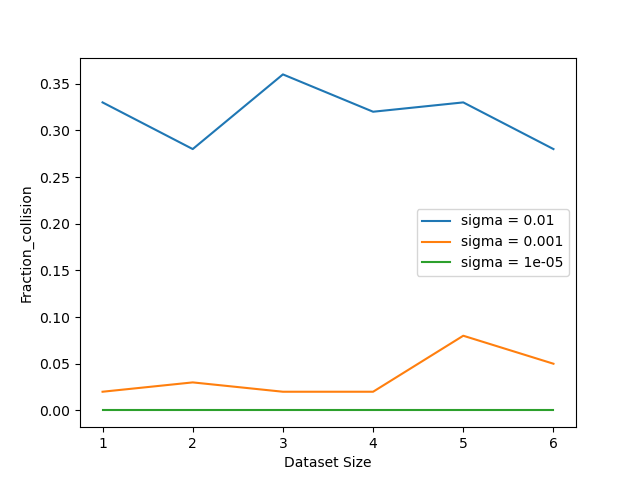 0.35
0.30
0.25
0.20
0.15
0.10
0.05
0.00
Fraction_collision
sigma = 0.01
sigma = 0.001
sigma = 1e-05
1 2 3 4 5 6
Dataset Size